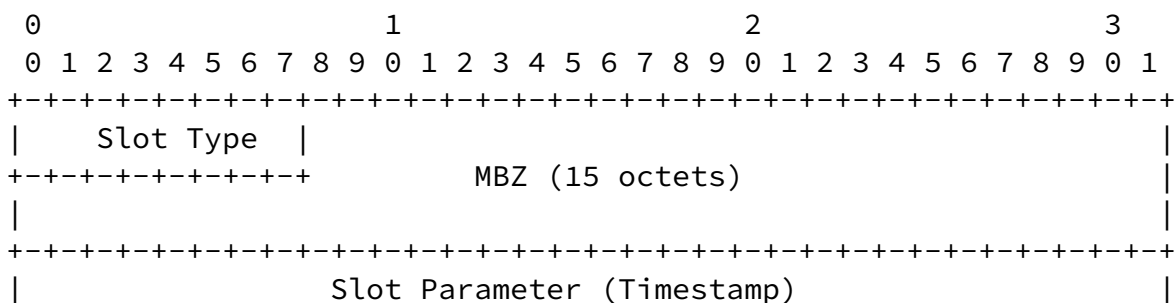 0                   1                   2                   3
 0 1 2 3 4 5 6 7 8 9 0 1 2 3 4 5 6 7 8 9 0 1 2 3 4 5 6 7 8 9 0 1
+-+-+-+-+-+-+-+-+-+-+-+-+-+-+-+-+-+-+-+-+-+-+-+-+-+-+-+-+-+-+-+-+
|    Slot Type  |                                               |
+-+-+-+-+-+-+-+-+         MBZ (15 octets)                       |
|                                                               |
+-+-+-+-+-+-+-+-+-+-+-+-+-+-+-+-+-+-+-+-+-+-+-+-+-+-+-+-+-+-+-+-+
|                 Slot Parameter (Timestamp)                    |